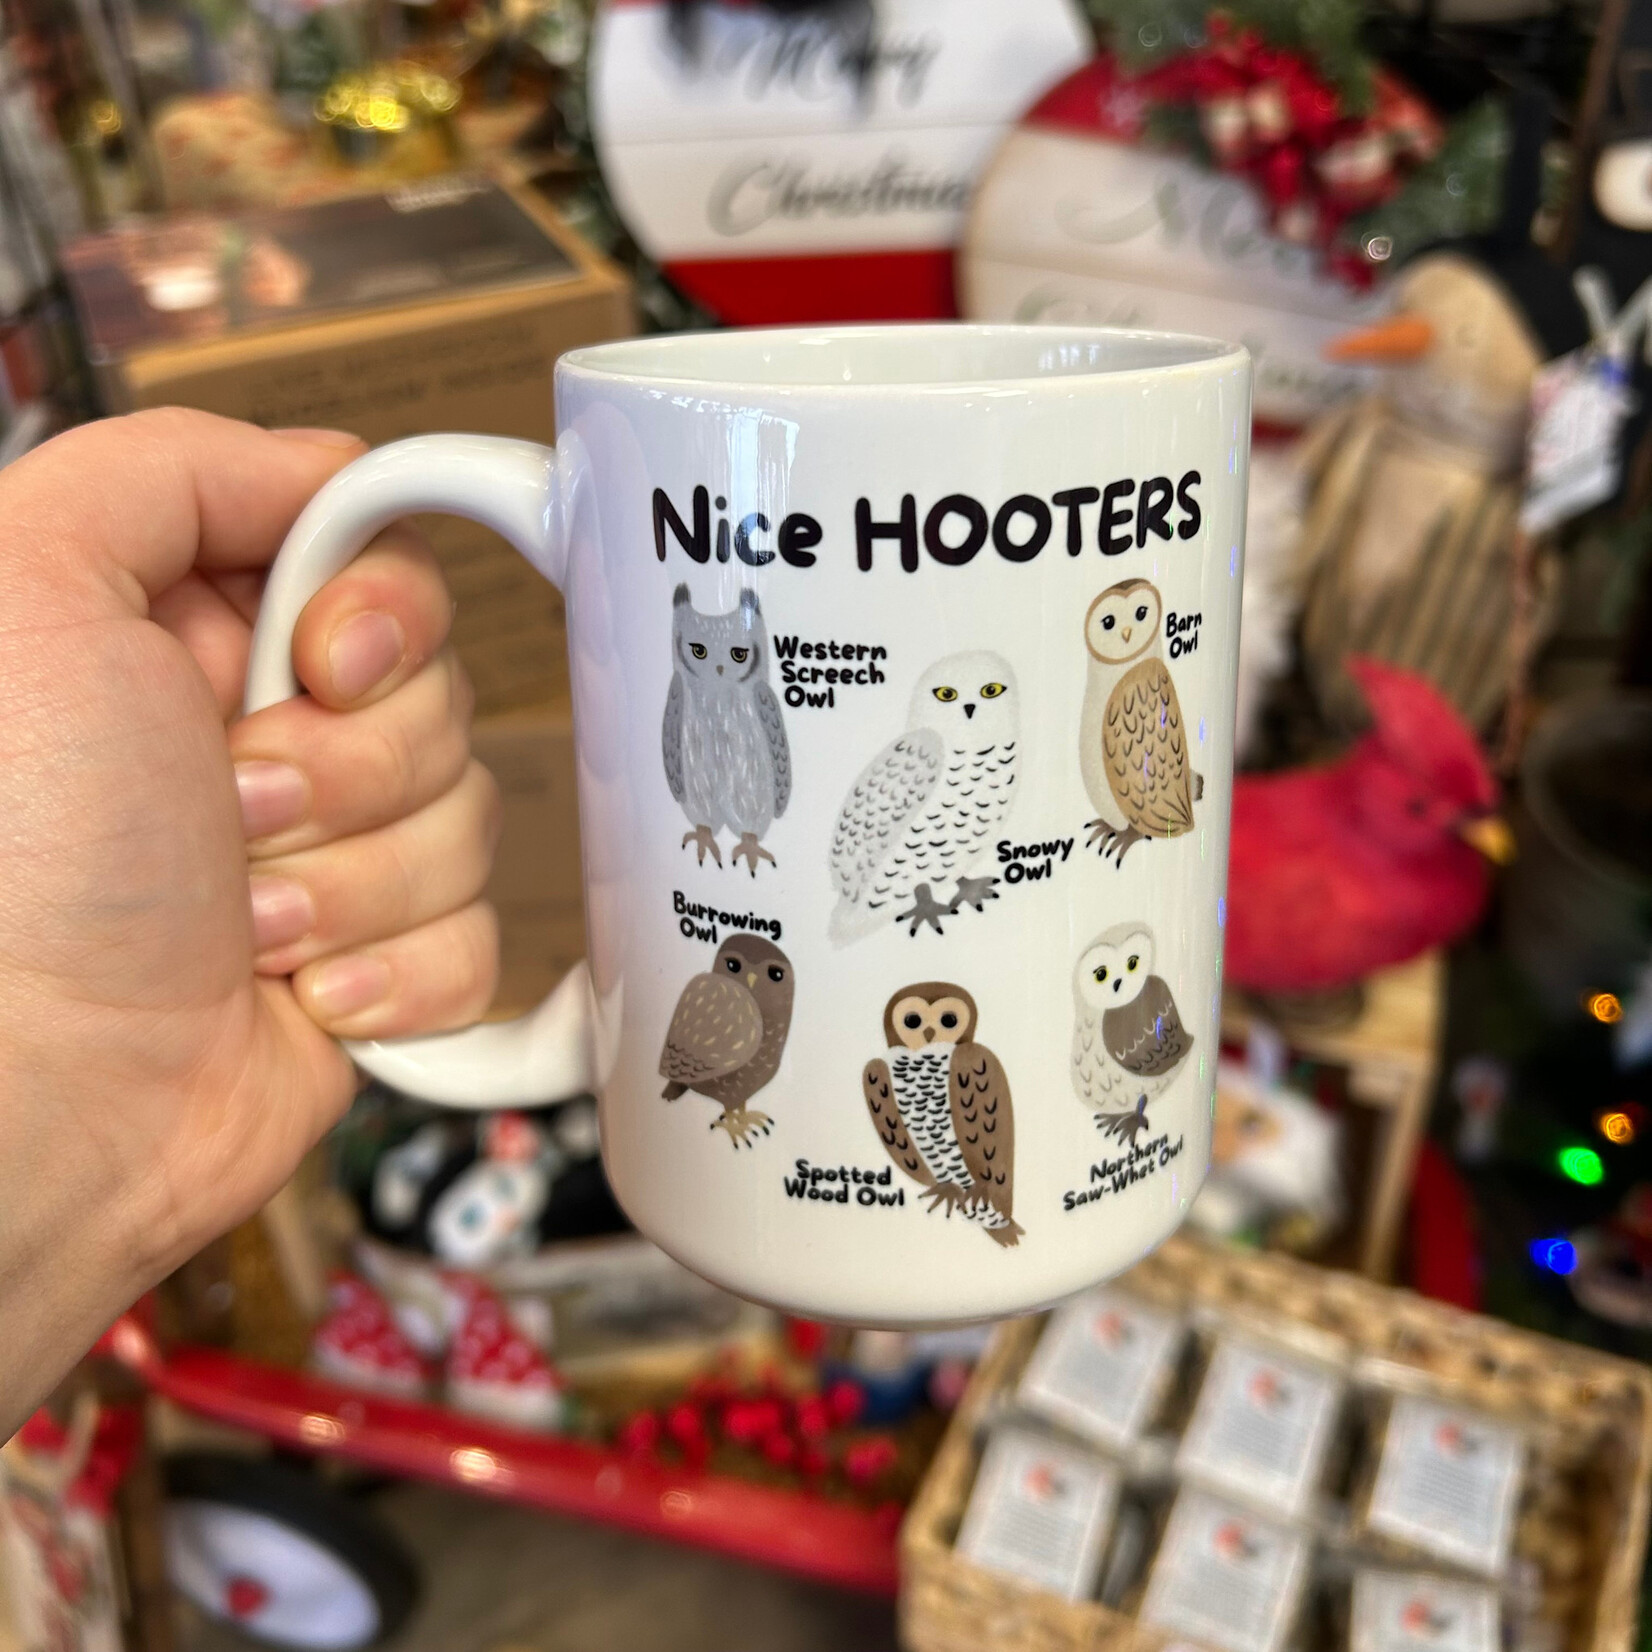 Merry
Christmas
Nice HOOTERS
Western
Screech
Owl
Barn
Owl
Snowy
Owl
Burrowing
Owl
Spotted
Wood Owl
Northern
Saw-Whet Owl